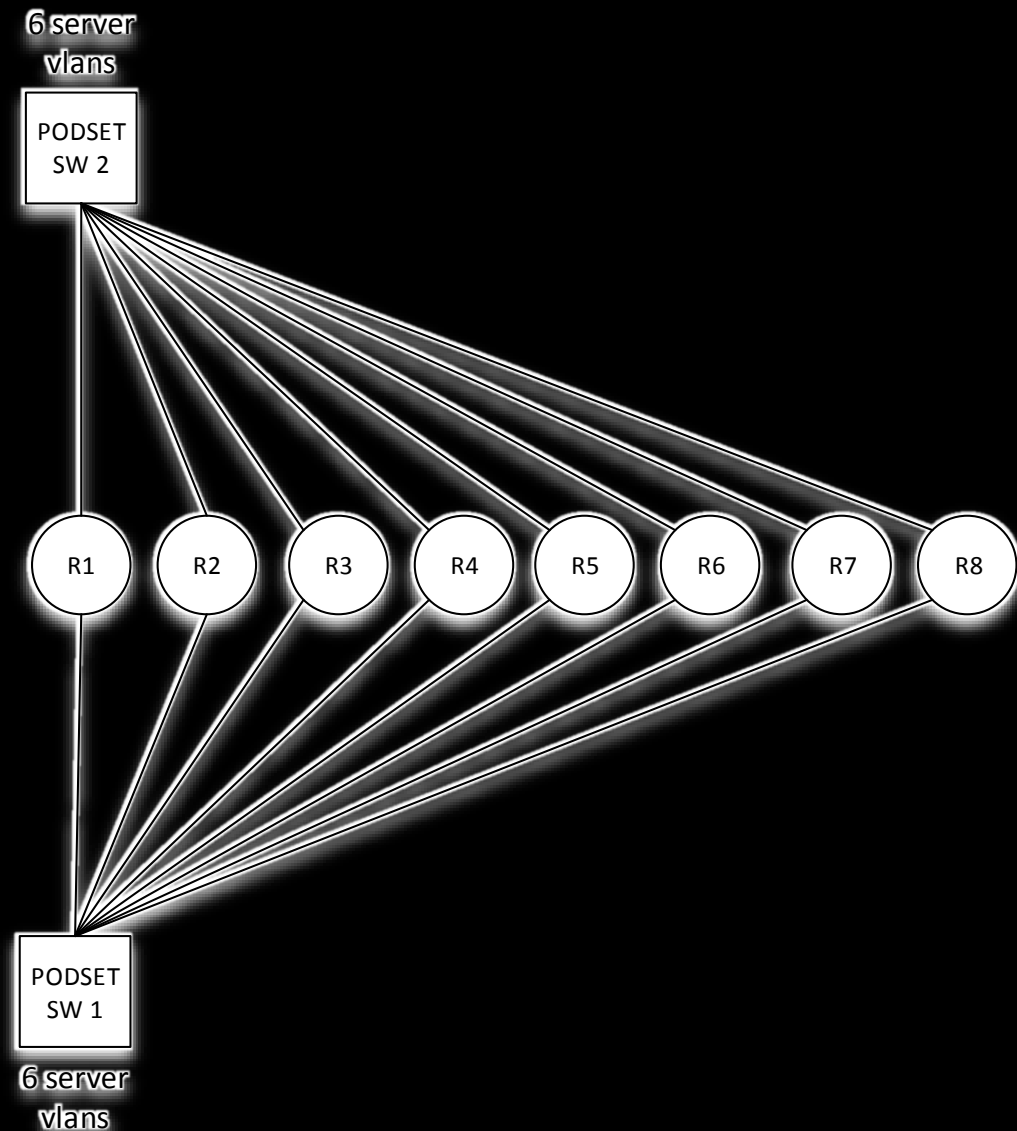 6 server
vlans
PODSET
SW 2
R1 R2 R3 R4 R5 R6 R7 R8
PODSET
SW 1
6 server
vlans